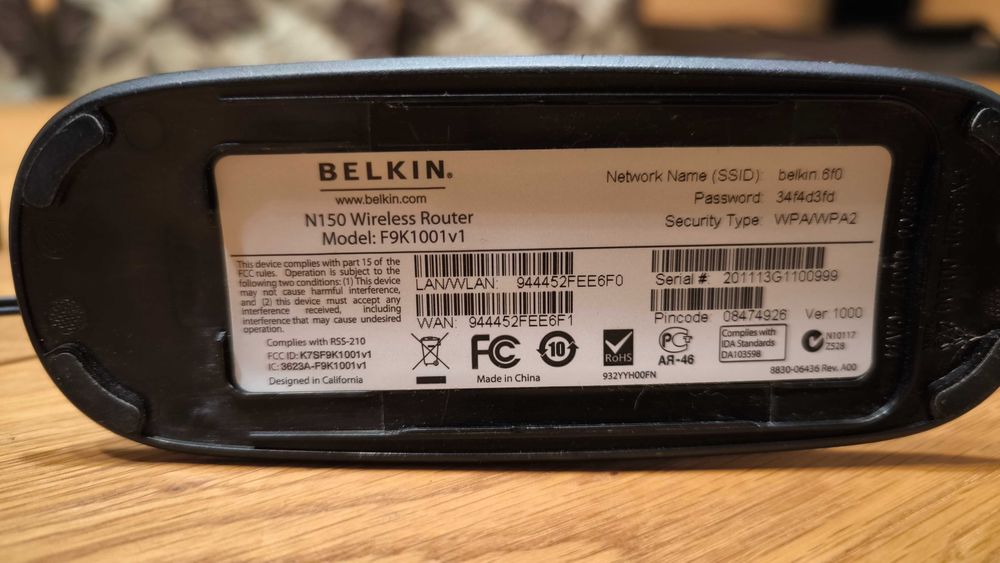 BELKIN®
www.belkin.com
N150 Wireless Router
Model: F9K1001v1
Network Name (SSID): belkin.6f0
Password: 34f4d3fd
Security Type: WPA/WPA2
This device complies with part 15 of the
FCC rules. Operation is subject to the
following two conditions: (1) This device
may not cause harmful interference,
and (2) this device must accept any
interference received, including
interference that may cause undesired
operation.
Complies with RSS-210
FCC ID: K7SF9K1001v1
IC: 3623A-F9K1001v1
Designed in California
LAN/WLAN: 944452FEE6F0
WAN: 944452FEE6F1
Serial #: 201113G1100999
Pincode: 08474926 Ver. 1000
FC
Made in China
10
RoHS
932YYH00FN
АЯ-46
Complies with
IDA Standards
DA103598
N10117
Z528
8830-06436 Rev. A00